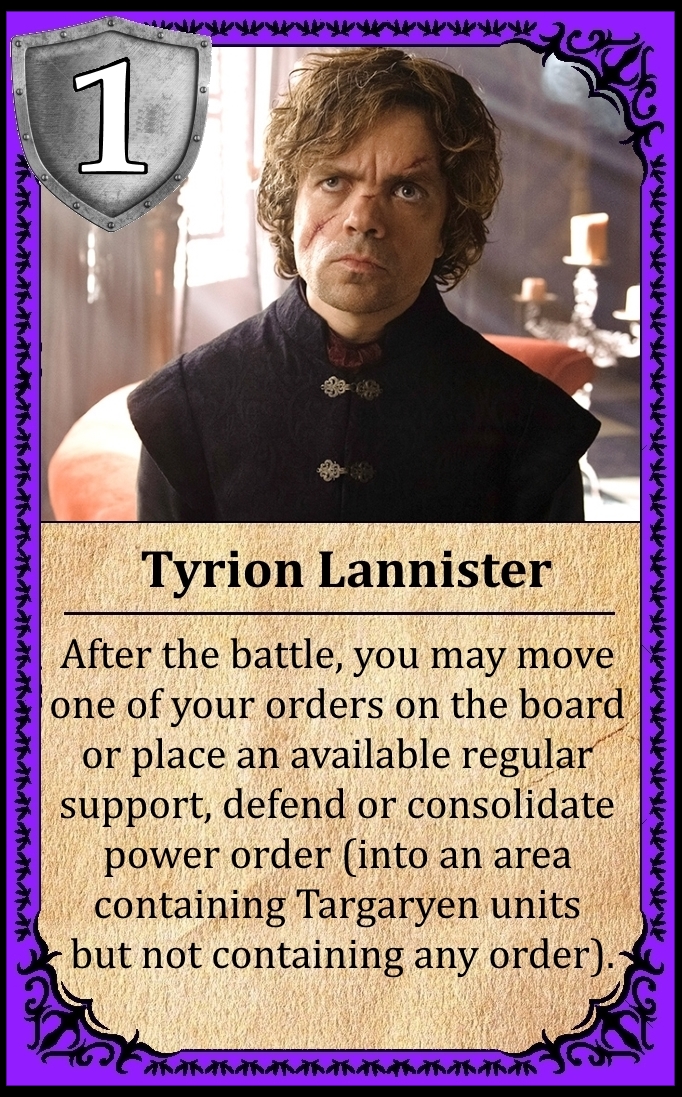 1
Tyrion Lannister
After the battle, you may move
one of your orders on the board
or place an available regular
support, defend or consolidate
power order (into an area
containing Targaryen units
but not containing any order).